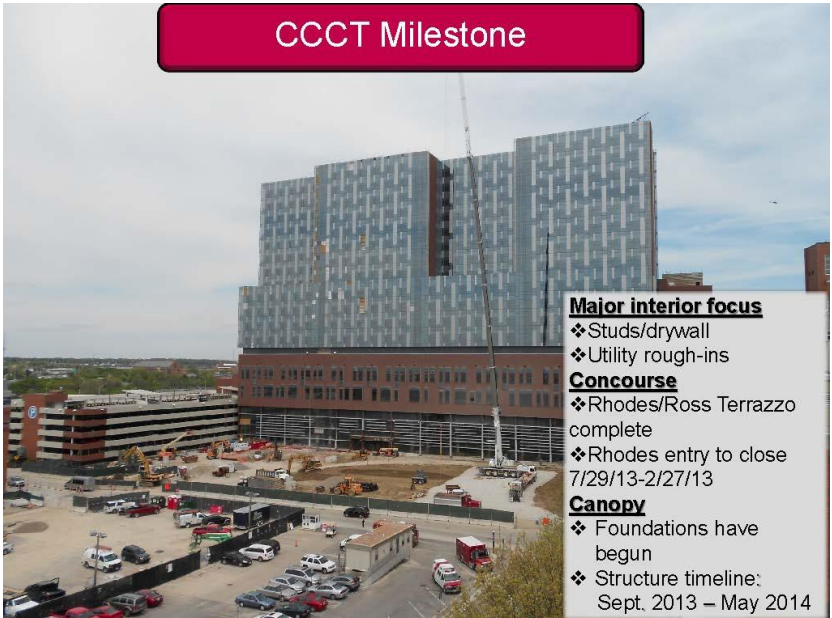 CCCT Milestone
Major interior focus
❖Studs/drywall
❖Utility rough-ins
Concourse
❖Rhodes/Ross Terrazzo
complete
❖Rhodes entry to close
7/29/13-2/27/13
Canopy
❖ Foundations have
begun
❖ Structure timeline:
Sept. 2013 – May 2014
P